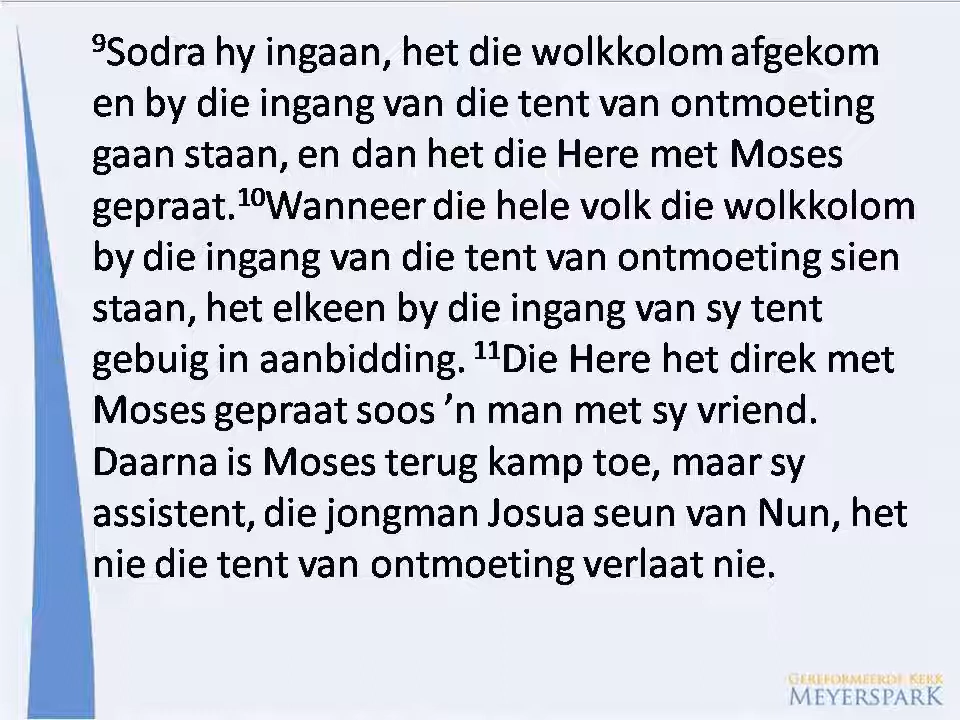 ⁹Sodra hy ingaan, het die wolkkolom afgekom
en by die ingang van die tent van ontmoeting
gaan staan, en dan het die Here met Moses
gepraat.¹⁰Wanneer die hele volk die wolkkolom
by die ingang van die tent van ontmoeting sien
staan, het elkeen by die ingang van sy tent
gebuig in aanbidding. ¹¹Die Here het direk met
Moses gepraat soos ’n man met sy vriend.
Daarna is Moses terug kamp toe, maar sy
assistent, die jongman Josua seun van Nun, het
nie die tent van ontmoeting verlaat nie.
GEREFORMEERDE KERK
MEYERSPARK